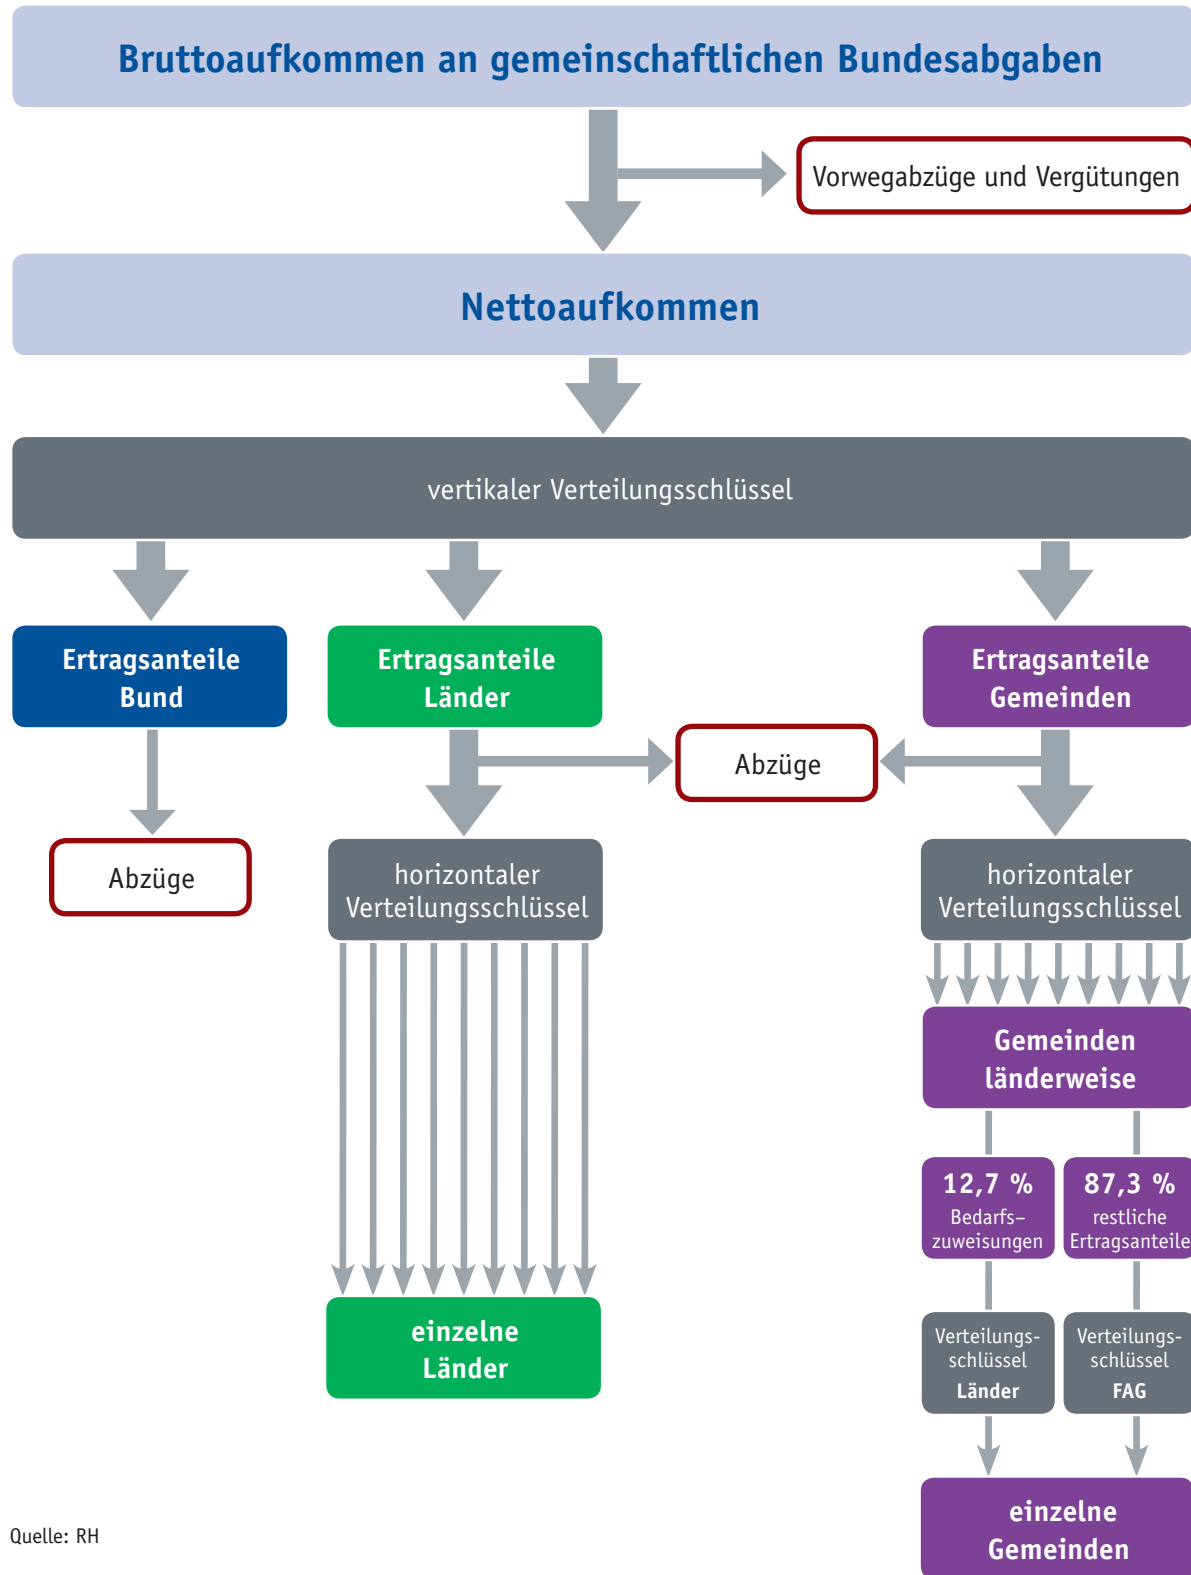 Bruttoaufkommen an gemeinschaftlichen Bundesabgaben
Vorwegabzüge und Vergütungen
Nettoaufkommen
vertikaler Verteilungsschlüssel
Ertragsanteile
Bund
Ertragsanteile
Länder
Ertragsanteile
Gemeinden
Abzüge
Abzüge
horizontaler
Verteilungsschlüssel
horizontaler
Verteilungsschlüssel
Gemeinden
länderweise
12,7 %
Bedarfs–
zuweisungen
87,3 %
restliche
Ertragsanteile
einzelne
Länder
Verteilungs-
schlüssel
Länder
Verteilungs-
schlüssel
FAG
einzelne
Gemeinden
Quelle: RH